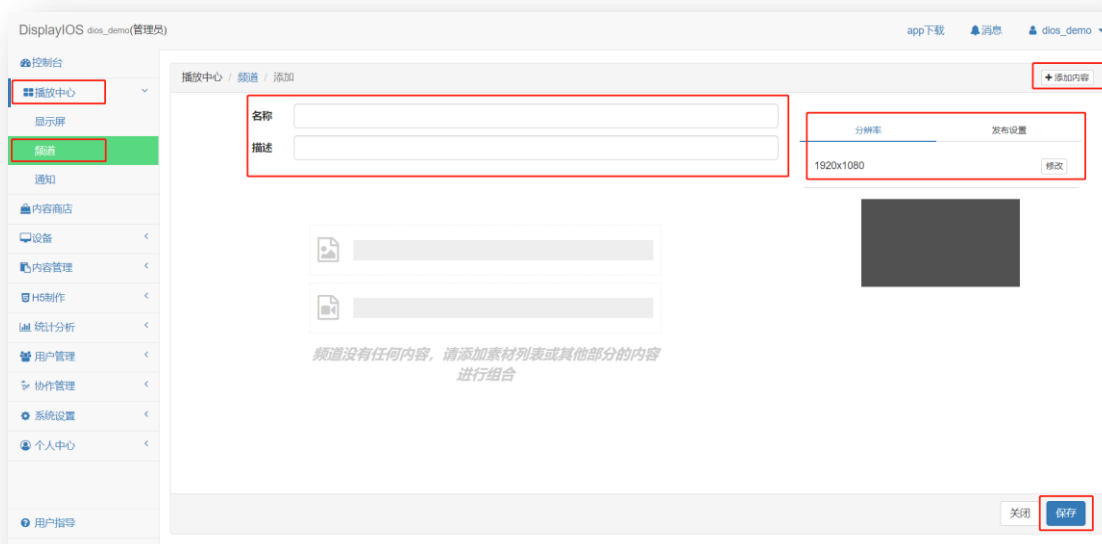 DisplayIOS dios_demo(管理员)
app下载 消息 dios_demo
控制台
播放中心
显示屏
频道
通知
内容商店
设备
内容管理
H5制作
统计分析
用户管理
协作管理
系统设置
个人中心
用户指导
播放中心 / 频道 / 添加
添加内容
名称
描述
分辨率 发布设置
1920x1080 修改
频道没有任何内容，请添加素材列表或其他部分的内容
进行组合
关闭 保存